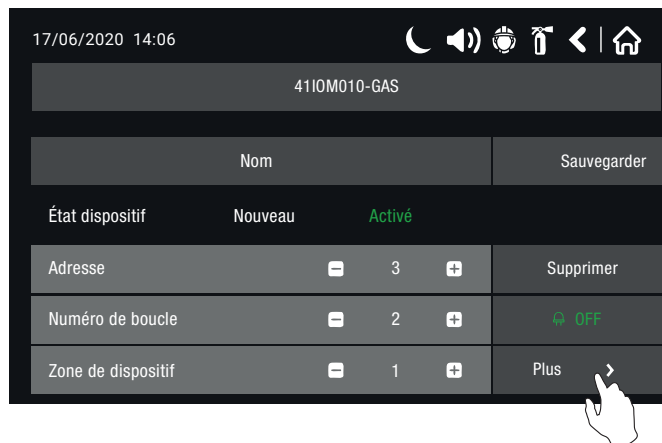 17/06/2020 14:06
41IOM010-GAS
Nom Sauvegarder
État dispositif Nouveau Activé
Adresse 3 Supprimer
Numéro de boucle 2 OFF
Zone de dispositif 1 Plus